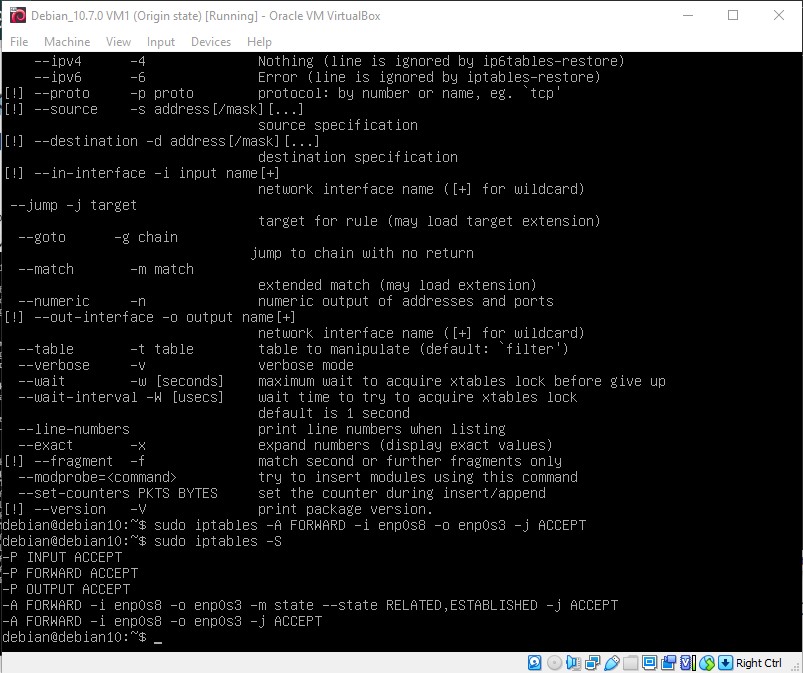 Debian_10.7.0 VM1 (Origin state) [Running] - Oracle VM VirtualBox
File Machine View Input Devices Help
--ipv4 -4 Nothing (line is ignored by ip6tables-restore)
--ipv6 -6 Error (line is ignored by iptables-restore)
[!] --proto -p proto protocol: by number or name, eg. `tcp'
[!] --source -s address[/mask][...]
source specification
[!] --destination -d address[/mask][...]
destination specification
[!] --in-interface -i input name[+]
network interface name ([+] for wildcard)
--jump -j target
target for rule (may load target extension)
--goto -g chain
jump to chain with no return
--match -m match
extended match (may load extension)
--numeric -n numeric output of addresses and ports
[!] --out-interface -o output name[+]
network interface name ([+] for wildcard)
--table -t table table to manipulate (default: `filter')
--verbose -v verbose mode
--wait -w [seconds] maximum wait to acquire xtables lock before give up
--wait-interval -W [usecs] wait time to try to acquire xtables lock
default is 1 second
--line-numbers print line numbers when listing
--exact -x expand numbers (display exact values)
[!] --fragment -f match second or further fragments only
--modprobe=<command> try to insert modules using this command
--set-counters PKTS BYTES set the counter during insert/append
[!] --version -V print package version.
debian@debian10:~$ sudo iptables -A FORWARD -i enp0s8 -o enp0s3 -j ACCEPT
debian@debian10:~$ sudo iptables -S
-P INPUT ACCEPT
-P FORWARD ACCEPT
-P OUTPUT ACCEPT
-A FORWARD -i enp0s8 -o enp0s3 -m state --state RELATED,ESTABLISHED -j ACCEPT
-A FORWARD -i enp0s8 -o enp0s3 -j ACCEPT
debian@debian10:~$ _
Right Ctrl